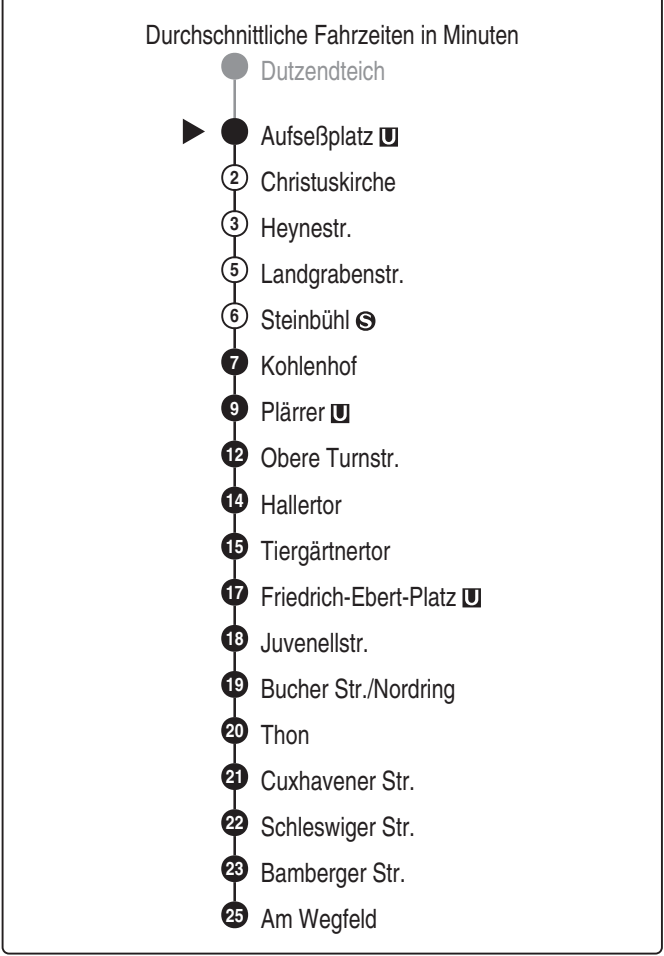 Durchschnittliche Fahrzeiten in Minuten
Dutzendteich
Aufseßplatz U
2 Christuskirche
3 Heynestr.
5 Landgrabenstr.
6 Steinbühl S
7 Kohlenhof
9 Plärrer U
12 Obere Turnstr.
14 Hallertor
15 Tiergärtnertor
17 Friedrich-Ebert-Platz U
18 Juvenellstr.
19 Bucher Str./Nordring
20 Thon
21 Cuxhavener Str.
22 Schleswiger Str.
23 Bamberger Str.
25 Am Wegfeld